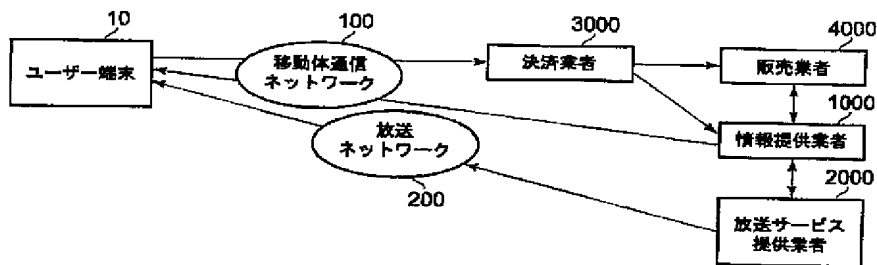 10
100
3000
4000
ユーザー端末
移動体通信
ネットワーク
決済業者
販売業者
1000
放送
ネットワーク
情報提供業者
200
2000
放送サービス
提供業者